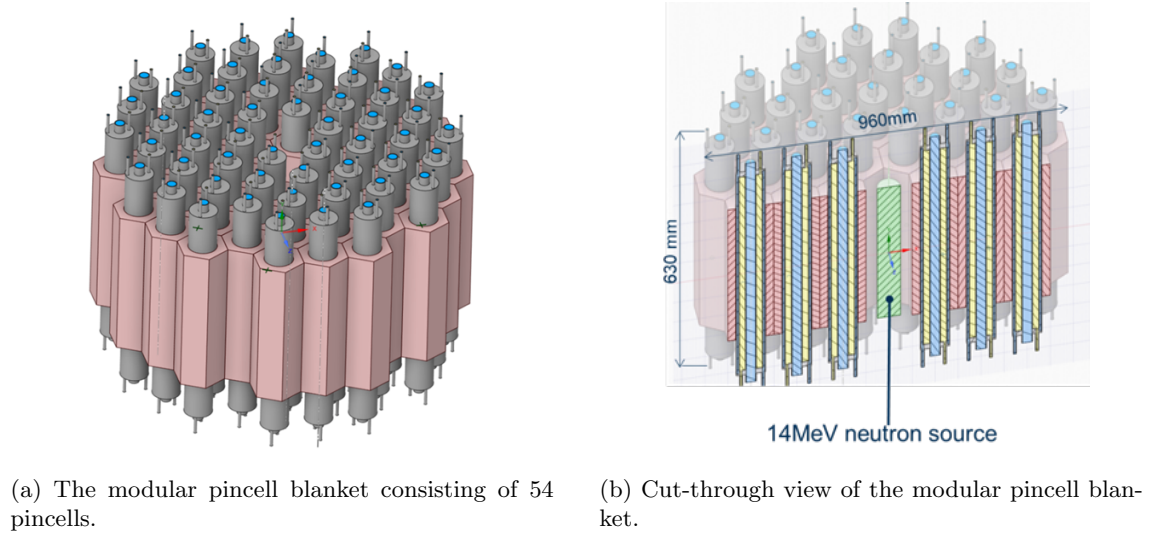 960mm
630 mm
14MeV neutron source
(a) The modular pincell blanket consisting of 54
pincells.
(b) Cut-through view of the modular pincell blan-
ket.